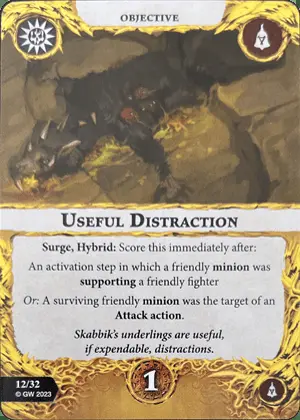 OBJECTIVE
USEFUL DISTRACTION
Surge, Hybrid: Score this immediately after:
An activation step in which a friendly minion was
supporting a friendly fighter
Or: A surviving friendly minion was the target of an
Attack action.
Skabbik's underlings are useful,
if expendable, distractions.
12/32
© GW 2023
1